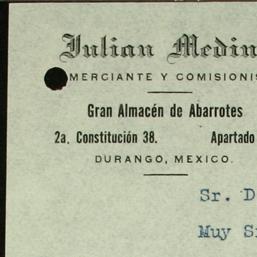 Julian Medin
MERCIANTE Y COMISIONIS
Gran Almacén de Abarrotes
2a. Constitución 38. Apartado
DURANGO, MEXICO.
Sr. D
Muy S